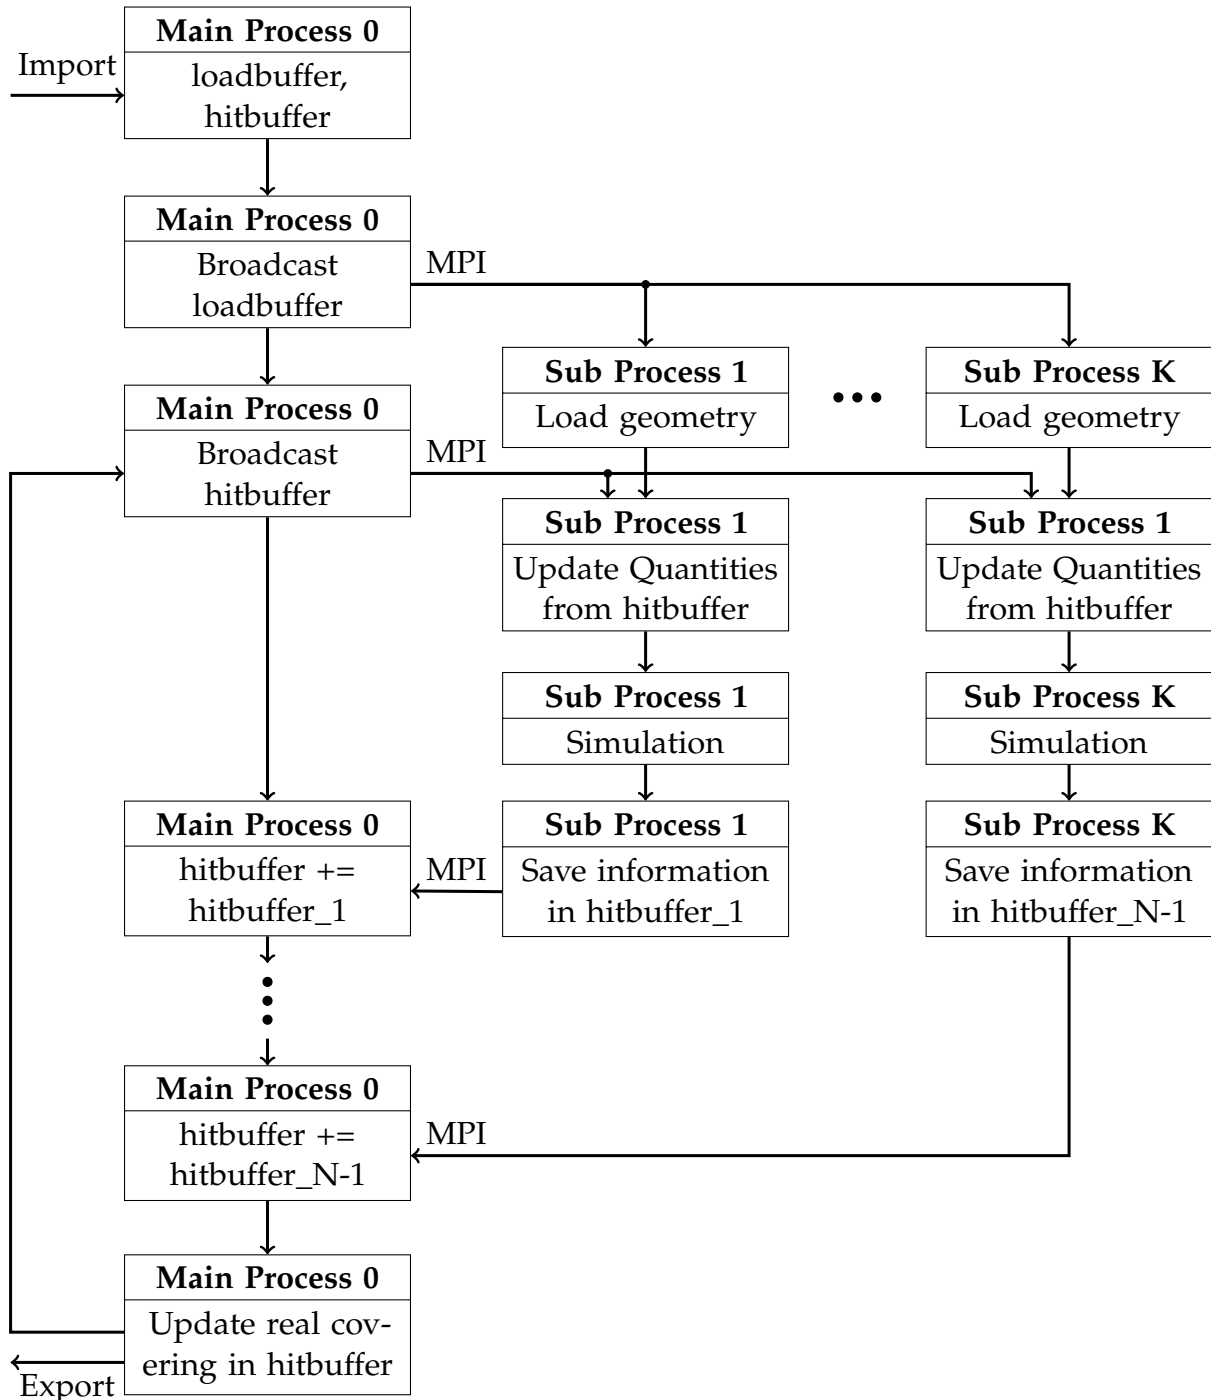 Main Process 0
Import
loadbuffer,
hitbuffer
Main Process 0
Broadcast
loadbuffer
MPI
Sub Process 1
Load geometry
Sub Process K
Load geometry
Main Process 0
Broadcast
hitbuffer
MPI
Sub Process 1
Update Quantities
from hitbuffer
Sub Process 1
Update Quantities
from hitbuffer
Sub Process 1
Simulation
Sub Process K
Simulation
Main Process 0
hitbuffer +=
hitbuffer_1
MPI
Sub Process 1
Save information
in hitbuffer_1
Sub Process K
Save information
in hitbuffer_N-1
Main Process 0
hitbuffer +=
hitbuffer_N-1
MPI
Main Process 0
Update real cov-
ering in hitbuffer
Export